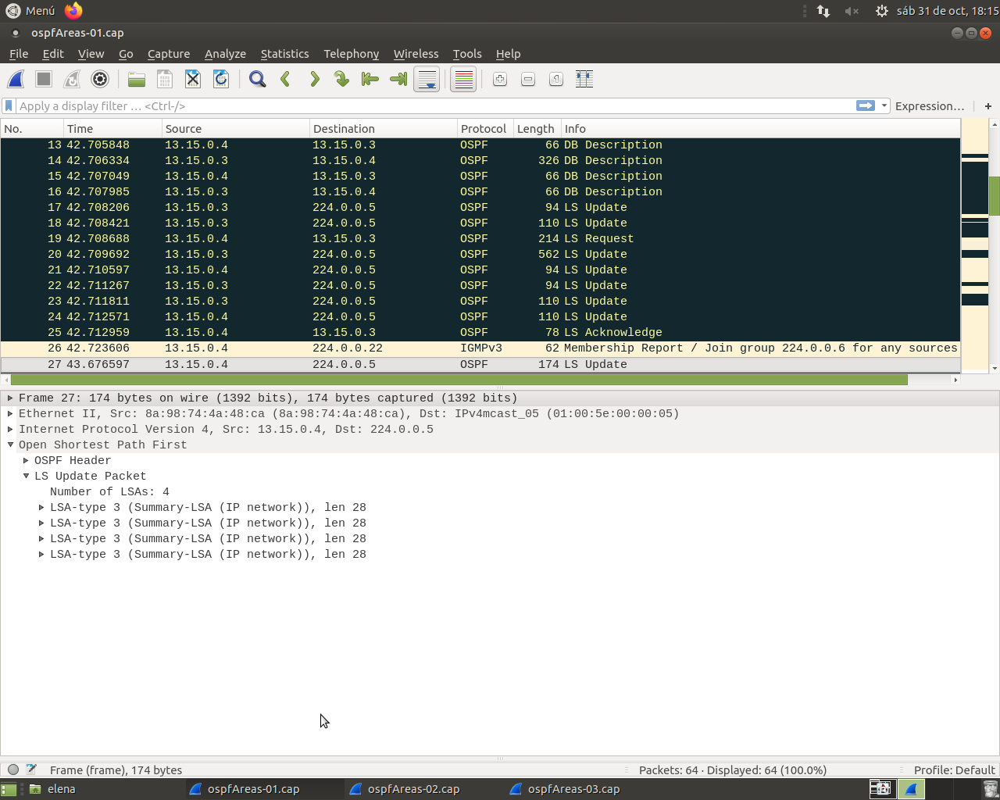 Menú sáb 31 de oct, 18:15
ospfAreas-01.cap
File Edit View Go Capture Analyze Statistics Telephony Wireless Tools Help
Apply a display filter … <Ctrl-/> Expression… +
No. Time Source Destination Protocol Length Info
13 42.705848 13.15.0.4 13.15.0.3 OSPF 66 DB Description
14 42.706334 13.15.0.3 13.15.0.4 OSPF 326 DB Description
15 42.707049 13.15.0.4 13.15.0.3 OSPF 66 DB Description
16 42.707985 13.15.0.3 13.15.0.4 OSPF 66 DB Description
17 42.708206 13.15.0.3 224.0.0.5 OSPF 94 LS Update
18 42.708421 13.15.0.3 224.0.0.5 OSPF 110 LS Update
19 42.708688 13.15.0.4 13.15.0.3 OSPF 214 LS Request
20 42.709692 13.15.0.3 224.0.0.5 OSPF 562 LS Update
21 42.710597 13.15.0.4 224.0.0.5 OSPF 94 LS Update
22 42.711267 13.15.0.3 224.0.0.5 OSPF 94 LS Update
23 42.711811 13.15.0.3 224.0.0.5 OSPF 110 LS Update
24 42.712571 13.15.0.4 224.0.0.5 OSPF 110 LS Update
25 42.712959 13.15.0.4 13.15.0.3 OSPF 78 LS Acknowledge
26 42.723606 13.15.0.4 224.0.0.22 IGMPv3 62 Membership Report / Join group 224.0.0.6 for any sources
27 43.676597 13.15.0.4 224.0.0.5 OSPF 174 LS Update
Frame 27: 174 bytes on wire (1392 bits), 174 bytes captured (1392 bits)
Ethernet II, Src: 8a:98:74:4a:48:ca (8a:98:74:4a:48:ca), Dst: IPv4mcast_05 (01:00:5e:00:00:05)
Internet Protocol Version 4, Src: 13.15.0.4, Dst: 224.0.0.5
Open Shortest Path First
OSPF Header
LS Update Packet
Number of LSAs: 4
LSA-type 3 (Summary-LSA (IP network)), len 28
LSA-type 3 (Summary-LSA (IP network)), len 28
LSA-type 3 (Summary-LSA (IP network)), len 28
LSA-type 3 (Summary-LSA (IP network)), len 28
Frame (frame), 174 bytes Packets: 64 · Displayed: 64 (100.0%) Profile: Default
elena ospfAreas-01.cap ospfAreas-02.cap ospfAreas-03.cap